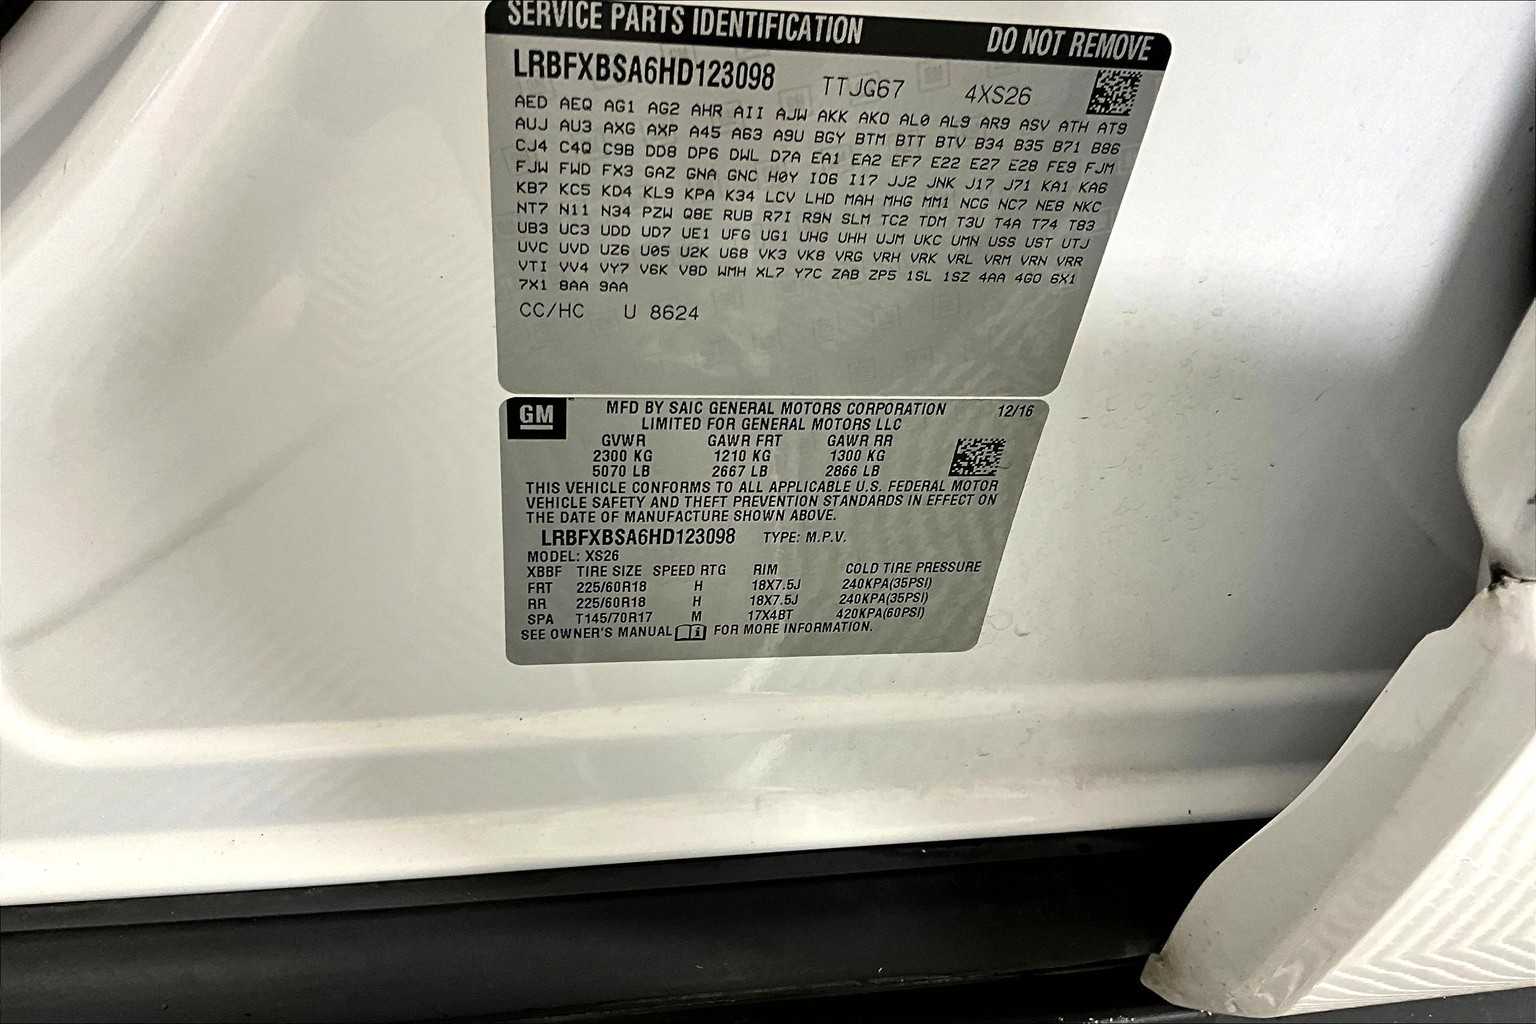 SERVICE PARTS IDENTIFICATION DO NOT REMOVE
LRBFXBSA6HD123098 TTJG67 4XS26
AED AEQ AG1 AG2 AHR AII AJW AKK AKO AL0 AL9 AR9 ASV ATH AT9
AUJ AU3 AXG AXP A45 A63 A9U BGY BTM BTT BTV B34 B35 B71 B86
CJ4 C4Q C9B DD8 DP6 DWL D7A EA1 EA2 EF7 E22 E27 E28 FE9 FJM
FJW FWD FX3 GAZ GNA GNC H0Y IO6 I17 JJ2 JNK J17 J71 KA1 KA6
KB7 KC5 KD4 KL9 KPA K34 LCV LHD MAH MHG MM1 NCG NC7 NE8 NKC
NT7 N11 N34 PZW Q8E RUB R7I R9N SLM TC2 TDM T3U T4A T74 T83
UB3 UC3 UDD UD7 UE1 UFG UG1 UHG UHH UJM UKC UMN USS UST UTJ
UVC UVD UZ6 U05 U2K U68 VK3 VK8 VRG VRH VRK VRL VRM VRN VRR
VTI VV4 VY7 V6K V8D WMH XL7 Y7C ZAB ZP5 1SL 1SZ 4AA 4GO 6X1
7X1 8AA 9AA
CC/HC U 8624
GM MFD BY SAIC GENERAL MOTORS CORPORATION 12/16
LIMITED FOR GENERAL MOTORS LLC
GVWR GAWR FRT GAWR RR
2300 KG 1210 KG 1300 KG
5070 LB 2667 LB 2866 LB
THIS VEHICLE CONFORMS TO ALL APPLICABLE U.S. FEDERAL MOTOR
VEHICLE SAFETY AND THEFT PREVENTION STANDARDS IN EFFECT ON
THE DATE OF MANUFACTURE SHOWN ABOVE.
LRBFXBSA6HD123098 TYPE: M.P.V.
MODEL: XS26
XBBF TIRE SIZE SPEED RTG RIM COLD TIRE PRESSURE
FRT 225/60R18 H 18X7.5J 240KPA(35PSI)
RR 225/60R18 H 18X7.5J 240KPA(35PSI)
SPA T145/70R17 M 17X4BT 420KPA(60PSI)
SEE OWNER'S MANUAL FOR MORE INFORMATION.